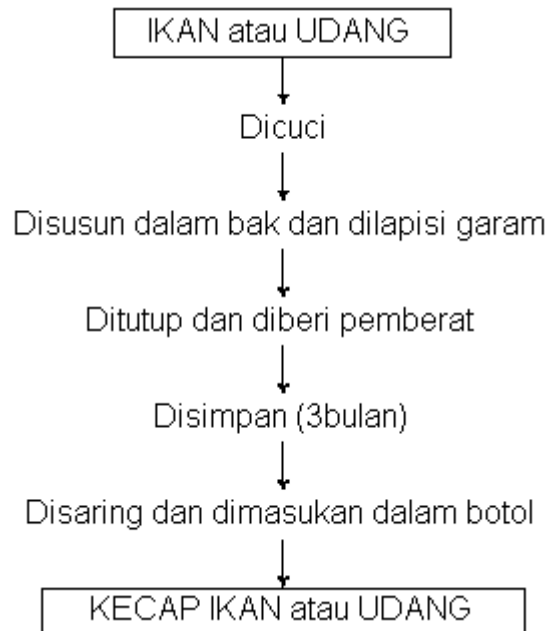 IKAN atau UDANG
Dicuci
Disusun dalam bak dan dilapisi garam
Ditutup dan diberi pemberat
Disimpan (3bulan)
Disaring dan dimasukan dalam botol
KECAP IKAN atau UDANG